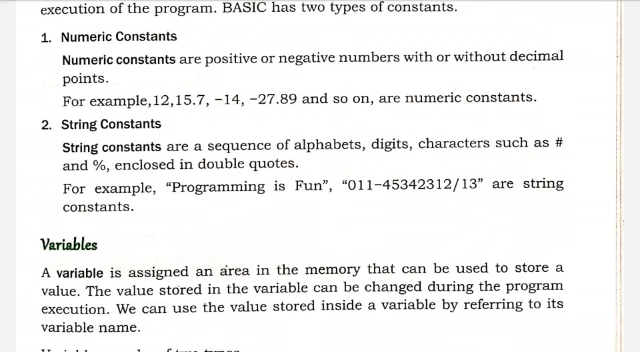 execution of the program. BASIC has two types of constants.
1. Numeric Constants
Numeric constants are positive or negative numbers with or without decimal
points.
For example,12,15.7, −14, −27.89 and so on, are numeric constants.
2. String Constants
String constants are a sequence of alphabets, digits, characters such as #
and %, enclosed in double quotes.
For example, “Programming is Fun”, “011−45342312/13” are string
constants.
Variables
A variable is assigned an area in the memory that can be used to store a
value. The value stored in the variable can be changed during the program
execution. We can use the value stored inside a variable by referring to its
variable name.